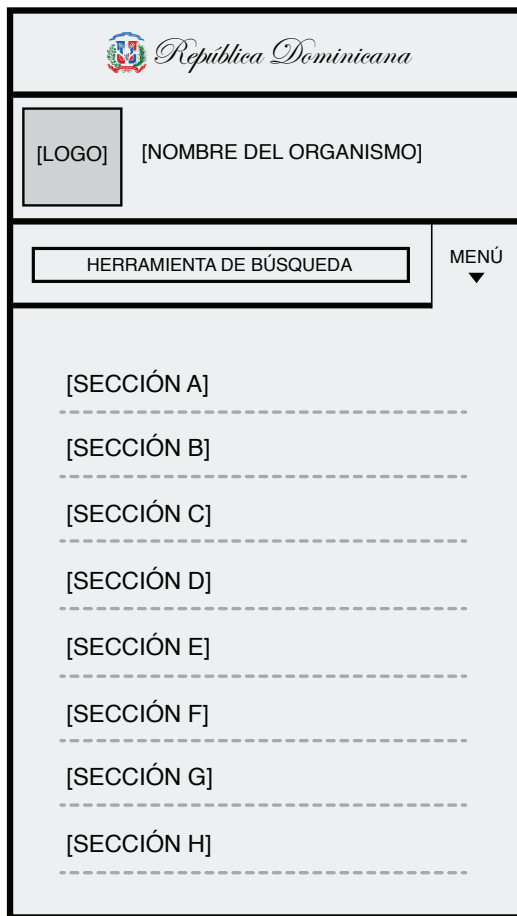 República Dominicana
[LOGO]
[NOMBRE DEL ORGANISMO]
HERRAMIENTA DE BÚSQUEDA
MENÚ
[SECCIÓN A]
[SECCIÓN B]
[SECCIÓN C]
[SECCIÓN D]
[SECCIÓN E]
[SECCIÓN F]
[SECCIÓN G]
[SECCIÓN H]